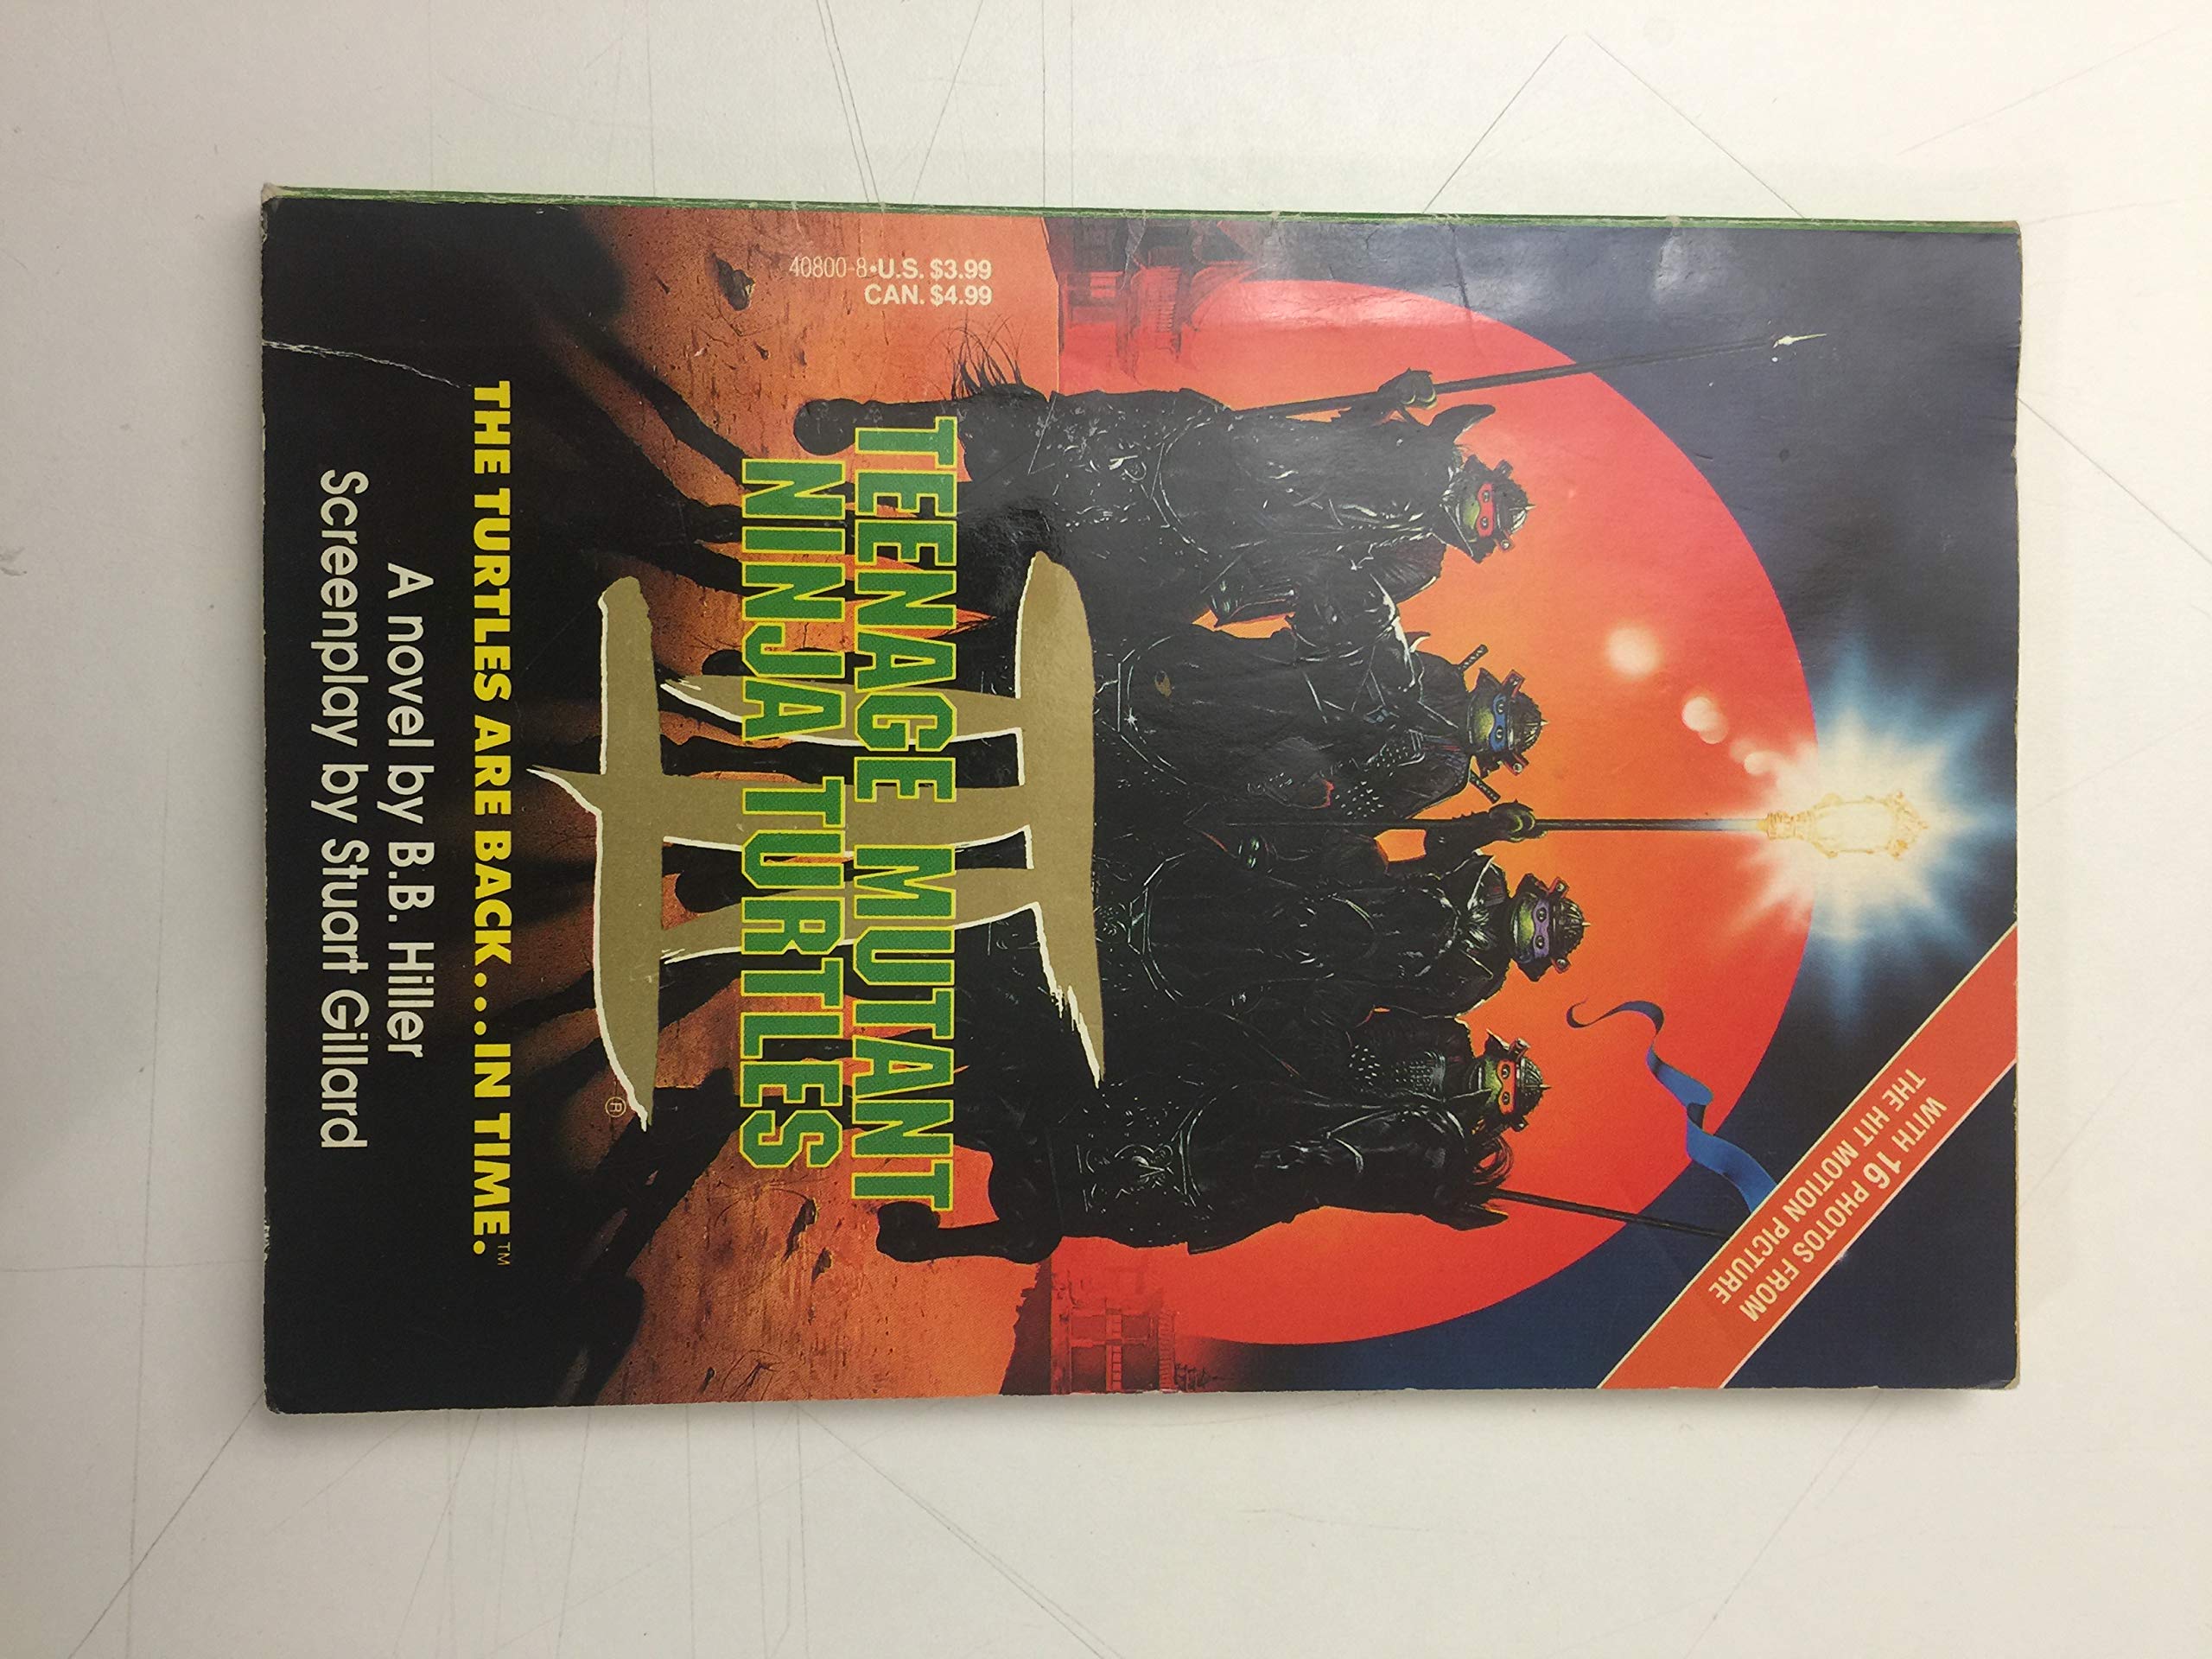 WITH 16 PHOTOS FROM
THE HIT MOTION PICTURE
40800-8•U.S. $3.99
CAN. $4.99
III
TEENAGE MUTANT
NINJA TURTLES
®
THE TURTLES ARE BACK...IN TIME.™
A novel by B.B. Hiller
Screenplay by Stuart Gillard